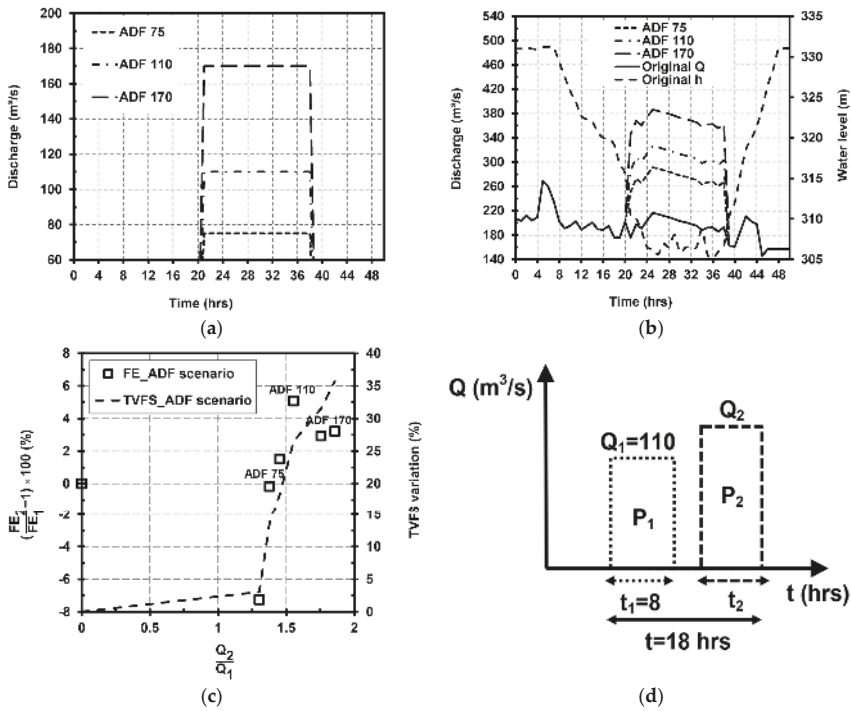 200
180
160
140
120
100
80
60
0 4 8 12 16 20 24 28 32 36 40 44 48
Discharge (m³/s)
Time (hrs)
ADF 75
ADF 110
ADF 170
(a)
540
500
460
420
380
340
300
260
220
180
140
335
330
325
320
315
310
305
0 4 8 12 16 20 24 28 32 36 40 44 48
Discharge (m³/s)
Water level (m)
Time (hrs)
ADF 75
ADF 110
ADF 170
Original Q
Original h
(b)
8
6
4
2
0
-2
-4
-6
-8
40
35
30
25
20
15
10
5
0
0 0.5 1 1.5 2
(FE2/FE1 −1) × 100 (%)
TVFS variation (%)
Q2/Q1
FE_ADF scenario
TVFS_ADF scenario
ADF 110
ADF 170
ADF 75
(c)
Q (m³/s)
Q2
Q1=110
P1
P2
t1=8
t2
t (hrs)
t=18 hrs
(d)